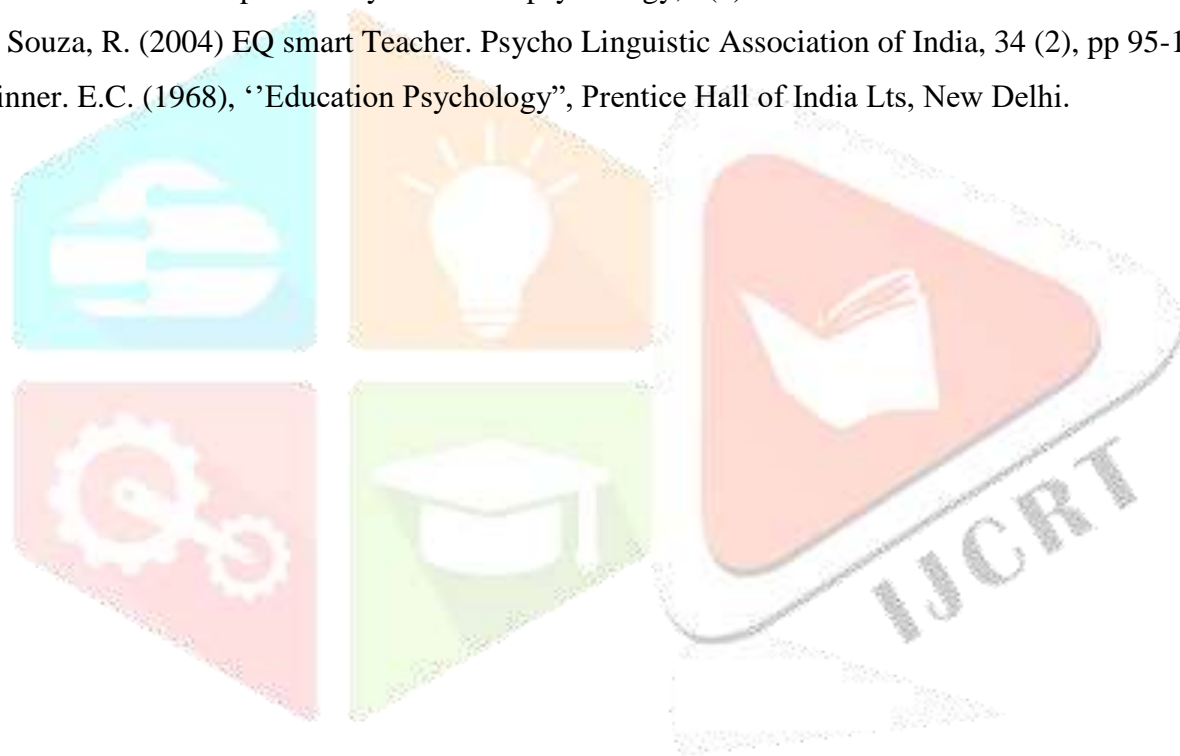 psychology,
Souza, R. (2004) EQ smart Teacher. Psycho Linguistic Association of India, 34 (2), pp 95-1
inner. E.C. (1968), ‘’Education Psychology”, Prentice Hall of India Lts, New Delhi.
IJCRT